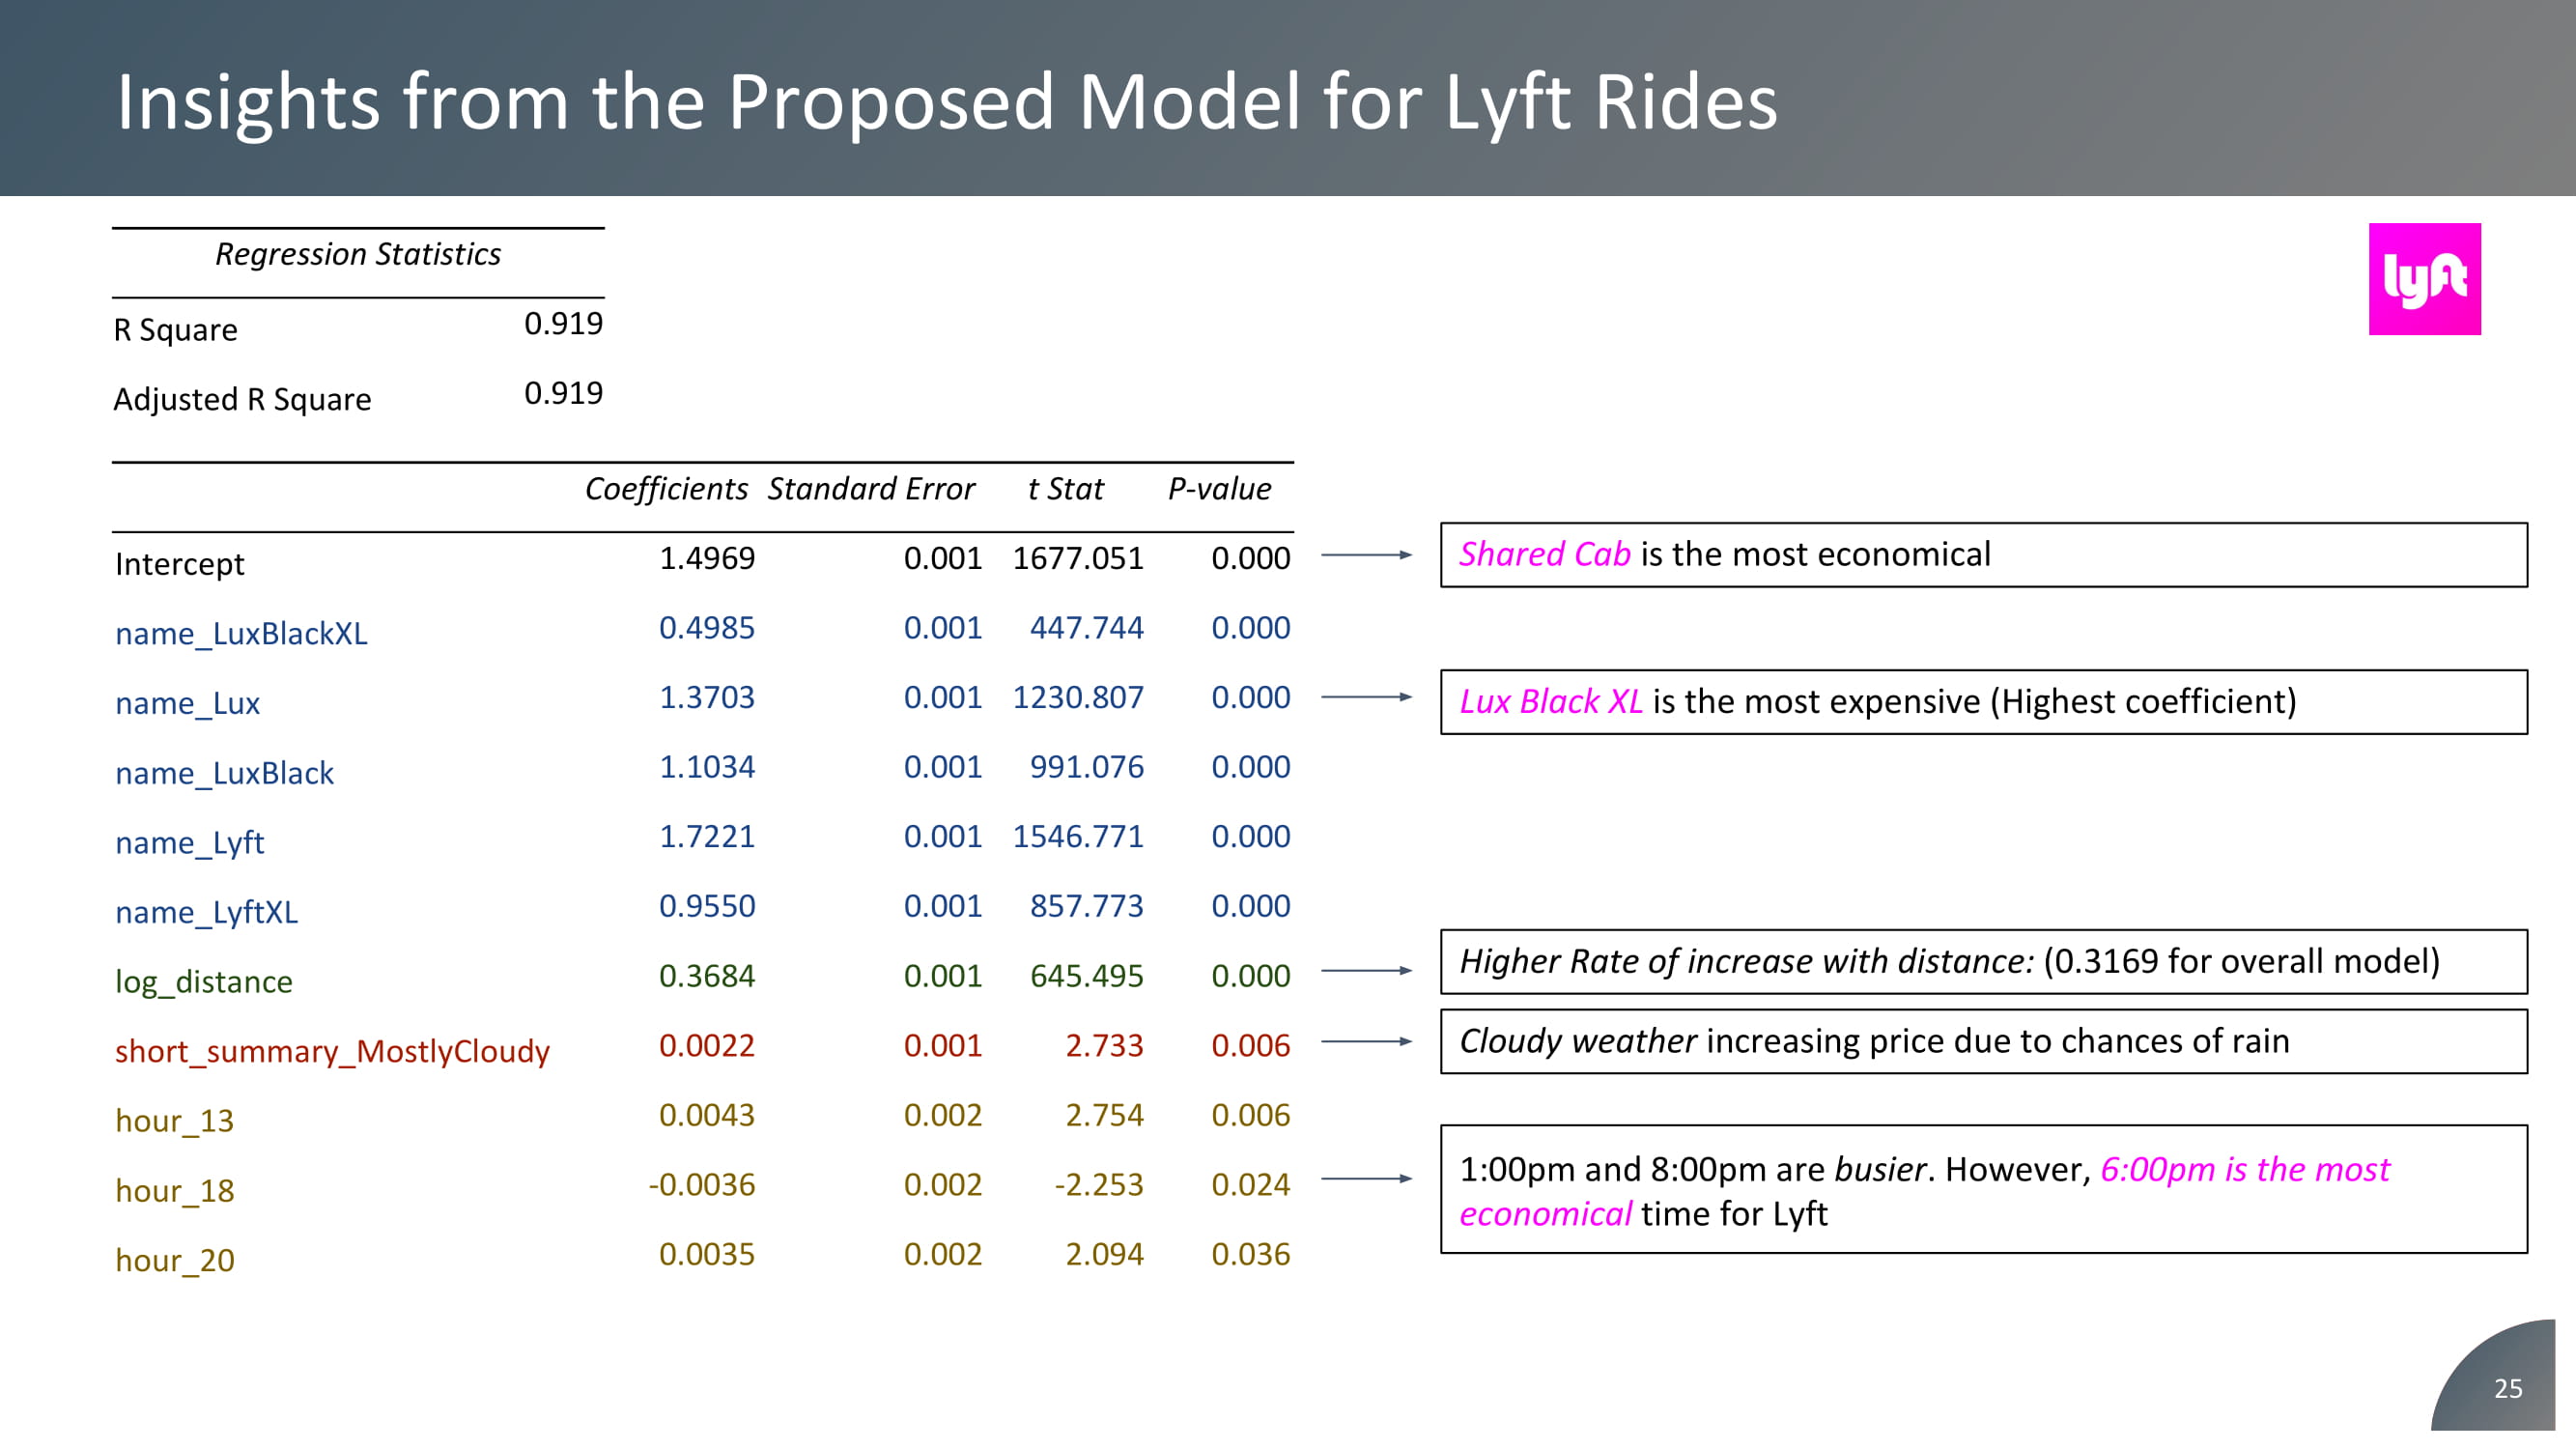 Insights from the Proposed Model for Lyft Rides
lyft
Regression Statistics
R Square 0.919
Adjusted R Square 0.919
Coefficients Standard Error t Stat P-value
Intercept 1.4969 0.001 1677.051 0.000
name_LuxBlackXL 0.4985 0.001 447.744 0.000
name_Lux 1.3703 0.001 1230.807 0.000
name_LuxBlack 1.1034 0.001 991.076 0.000
name_Lyft 1.7221 0.001 1546.771 0.000
name_LyftXL 0.9550 0.001 857.773 0.000
log_distance 0.3684 0.001 645.495 0.000
short_summary_MostlyCloudy 0.0022 0.001 2.733 0.006
hour_13 0.0043 0.002 2.754 0.006
hour_18 -0.0036 0.002 -2.253 0.024
hour_20 0.0035 0.002 2.094 0.036
Shared Cab is the most economical
Lux Black XL is the most expensive (Highest coefficient)
Higher Rate of increase with distance: (0.3169 for overall model)
Cloudy weather increasing price due to chances of rain
1:00pm and 8:00pm are busier. However, 6:00pm is the most
economical time for Lyft
25